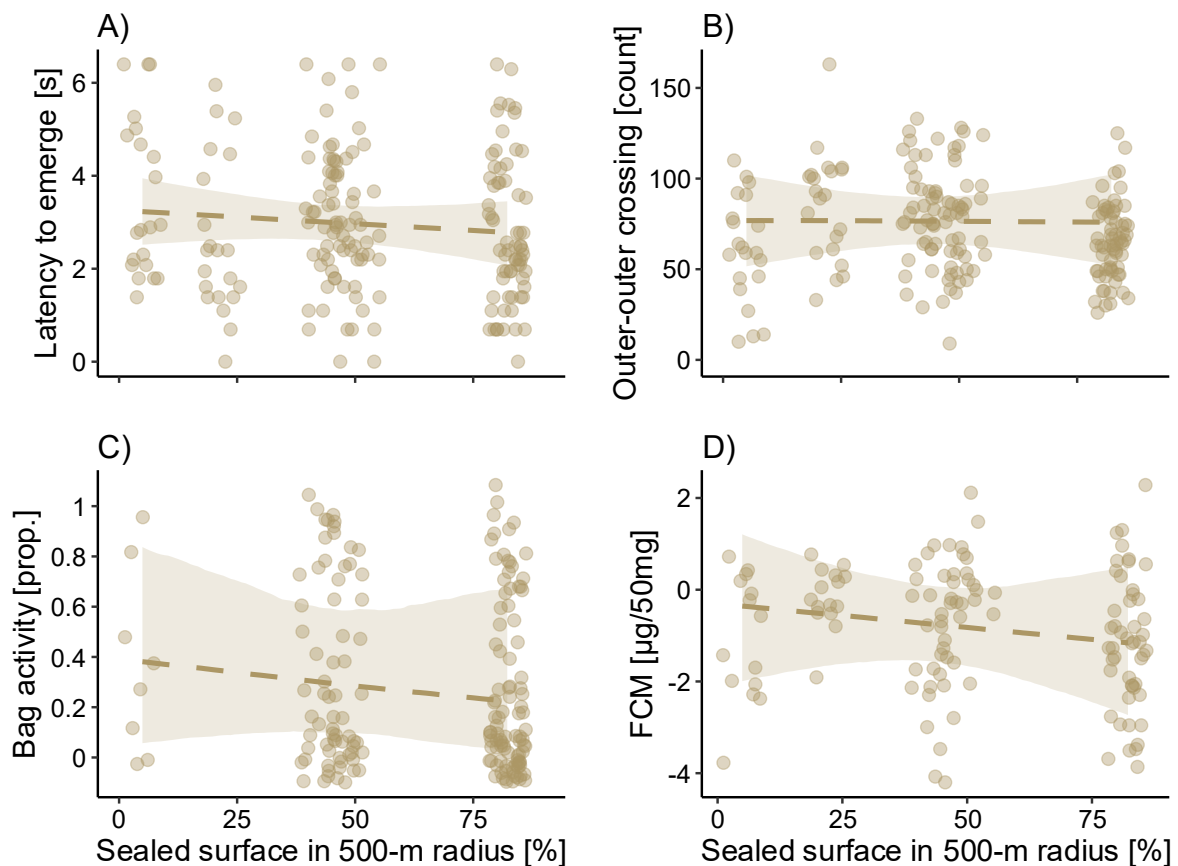 A)
Latency to emerge [s]
6
4
2
0
B)
Outer-outer crossing [count]
150
100
50
0
C)
Bag activity [prop.]
1
0.8
0.6
0.4
0.2
0
0 25 50 75
Sealed surface in 500-m radius [%]
D)
FCM [µg/50mg]
2
0
-2
-4
0 25 50 75
Sealed surface in 500-m radius [%]